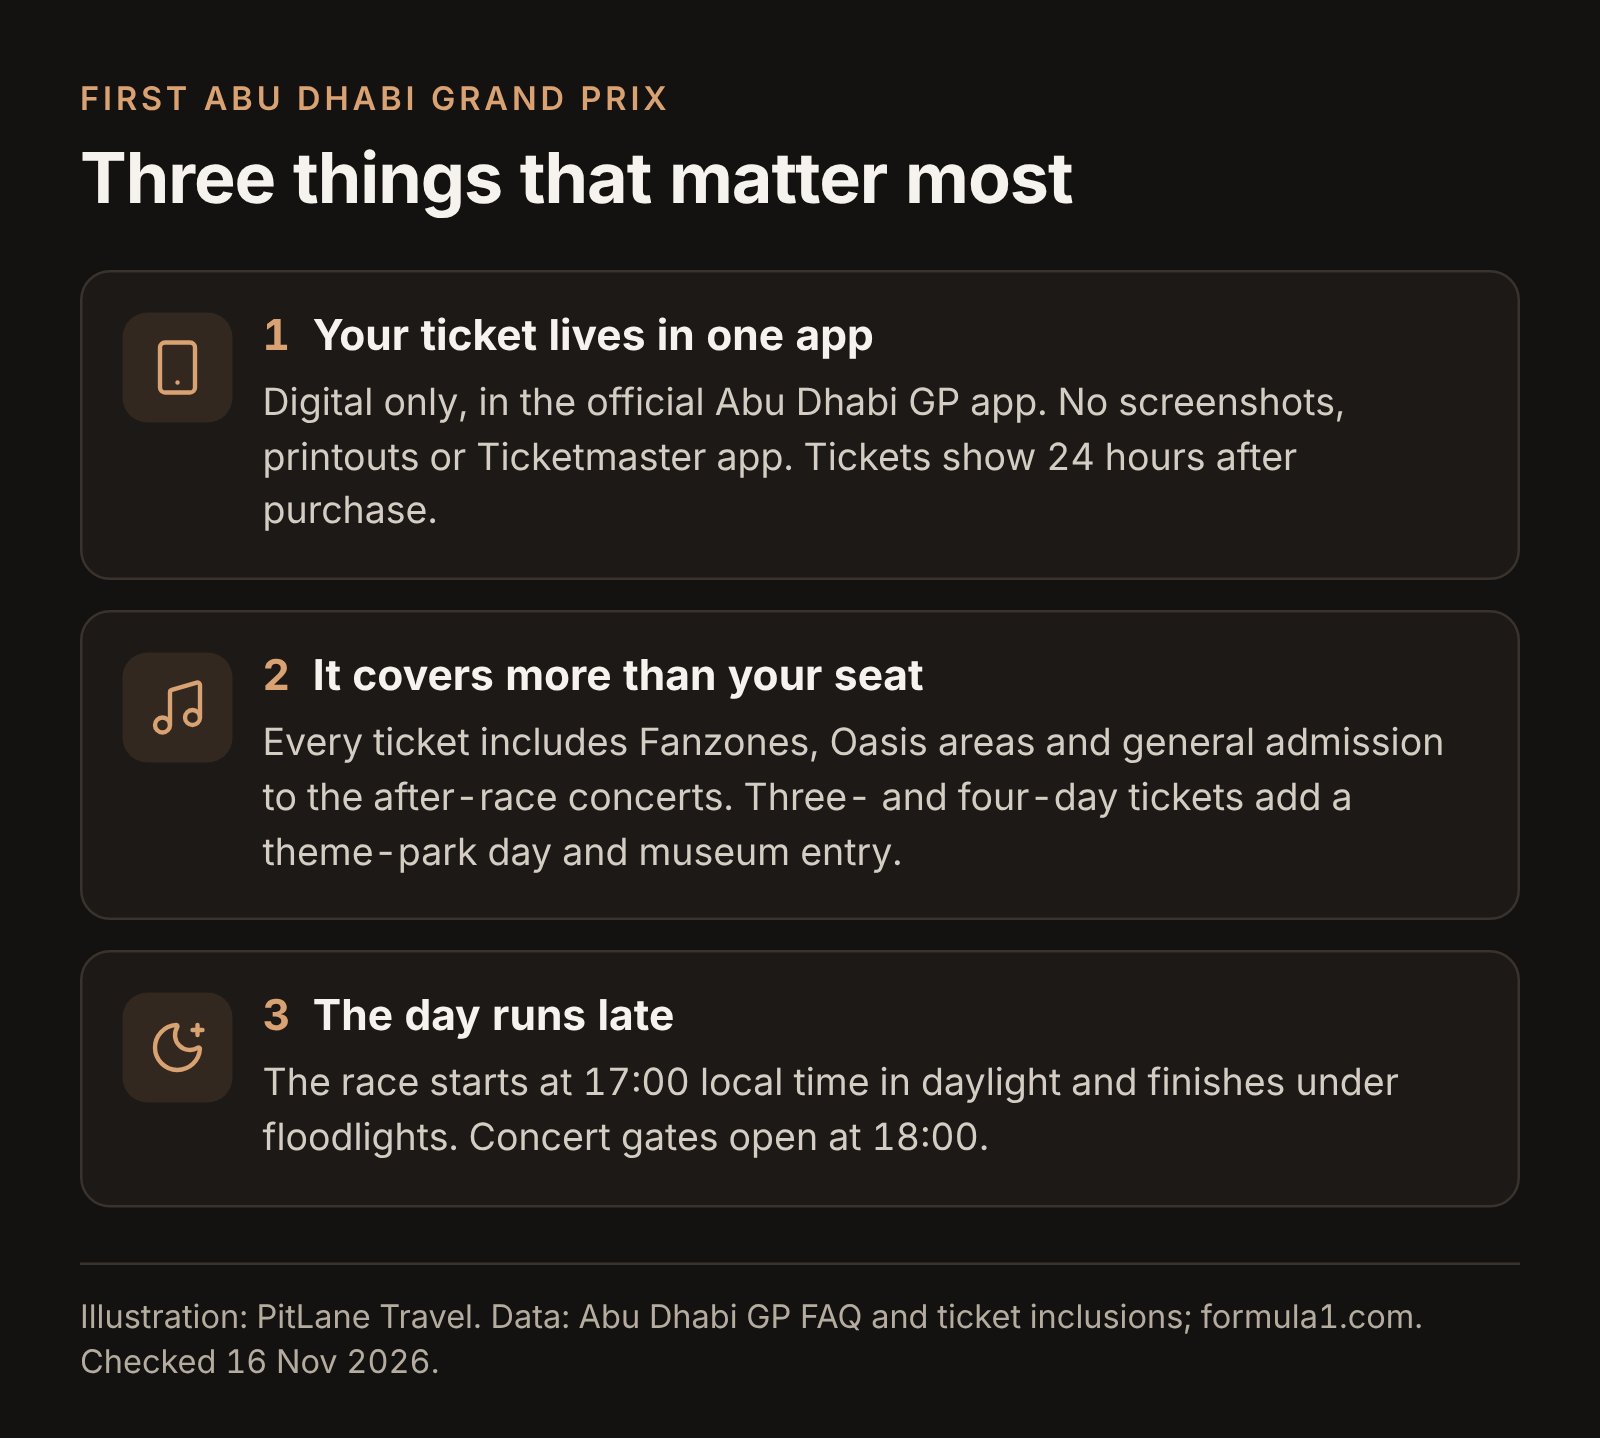 FIRST ABU DHABI GRAND PRIX
Three things that matter most
1 Your ticket lives in one app
Digital only, in the official Abu Dhabi GP app. No screenshots,
printouts or Ticketmaster app. Tickets show 24 hours after
purchase.
2 It covers more than your seat
Every ticket includes Fanzones, Oasis areas and general admission
to the after-race concerts. Three- and four-day tickets add a
theme-park day and museum entry.
3 The day runs late
The race starts at 17:00 local time in daylight and finishes under
floodlights. Concert gates open at 18:00.
Illustration: PitLane Travel. Data: Abu Dhabi GP FAQ and ticket inclusions; formula1.com.
Checked 16 Nov 2026.